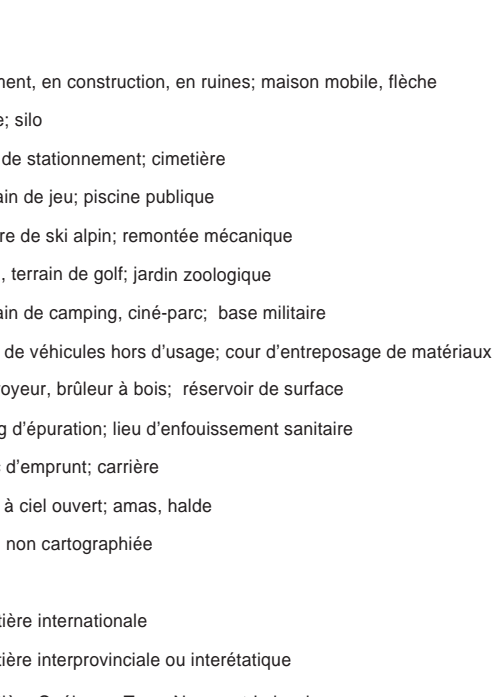 ment, en construction, en ruines; maison mobile, flèche
e; silo
de stationnement; cimetière
ain de jeu; piscine publique
re de ski alpin; remontée mécanique
, terrain de golf; jardin zoologique
ain de camping, ciné-parc; base militaire
de véhicules hors d'usage; cour d'entreposage de matériaux
oyeur, brûleur à bois; réservoir de surface
g d'épuration; lieu d'enfouissement sanitaire
d'emprunt; carrière
à ciel ouvert; amas, halde
non cartographiée
tière internationale
tière interprovinciale ou interétatique